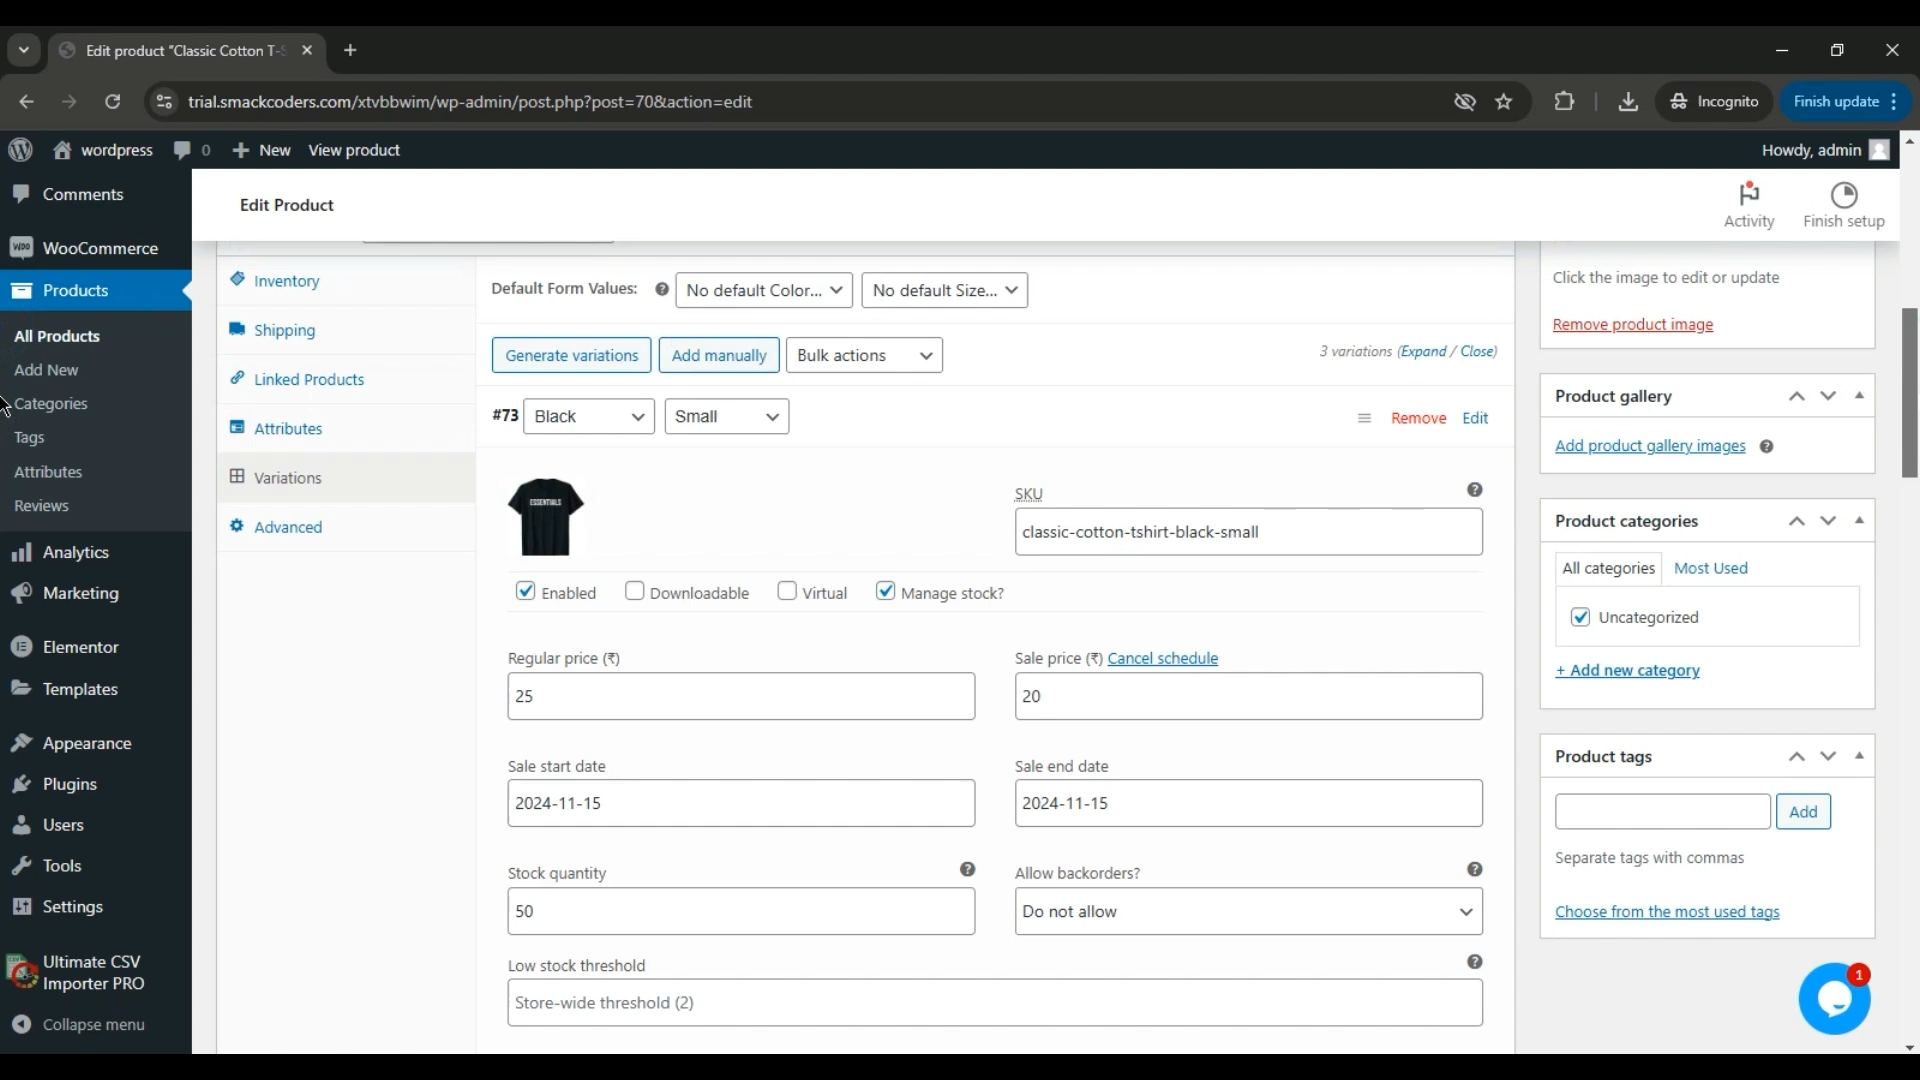 Edit product "Classic Cotton T-S
trial.smackcoders.com/xtvbbwim/wp-admin/post.php?post=70&action=edit
Incognito
Finish update
wordpress
0
New
View product
Howdy, admin
Comments
WooCommerce
Products
All Products
Add New
Categories
Tags
Attributes
Reviews
Analytics
Marketing
Elementor
Templates
Appearance
Plugins
Users
Tools
Settings
Ultimate CSV
Importer PRO
Collapse menu
Edit Product
Activity
Finish setup
Inventory
Shipping
Linked Products
Attributes
Variations
Advanced
Default Form Values:
No default Color...
No default Size...
Generate variations
Add manually
Bulk actions
3 variations (Expand / Close)
#73
Black
Small
Remove
Edit
ESSENTIALS
SKU
classic-cotton-tshirt-black-small
Enabled
Downloadable
Virtual
Manage stock?
Regular price (₹)
25
Sale price (₹) Cancel schedule
20
Sale start date
2024-11-15
Sale end date
2024-11-15
Stock quantity
50
Allow backorders?
Do not allow
Low stock threshold
Store-wide threshold (2)
Click the image to edit or update
Remove product image
Product gallery
Add product gallery images
Product categories
All categories
Most Used
Uncategorized
+ Add new category
Product tags
Add
Separate tags with commas
Choose from the most used tags
1